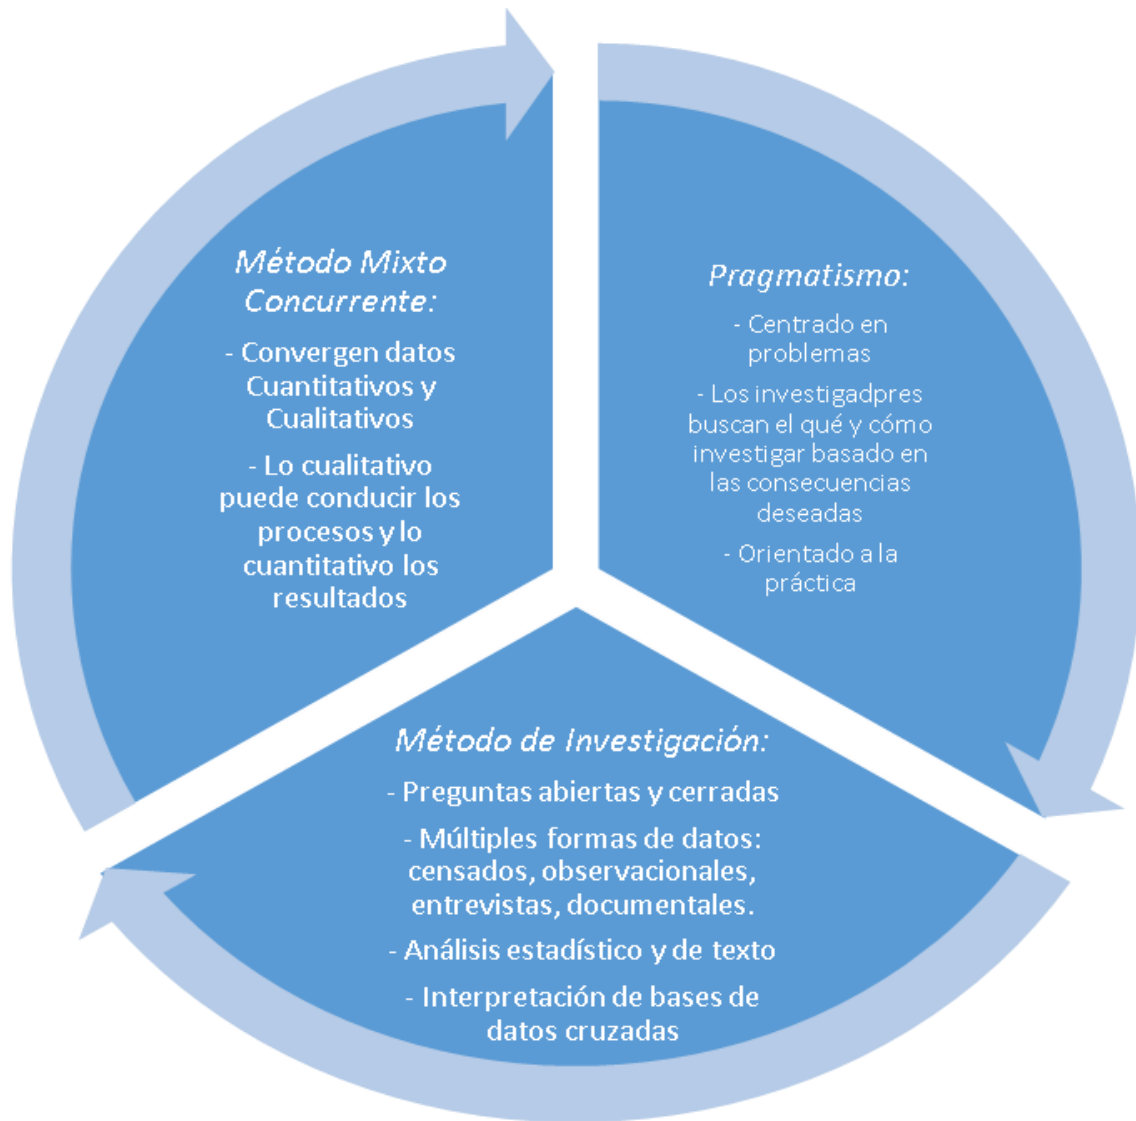 Método Mixto
Concurrente:
- Convergen datos
Cuantitativos y
Cualitativos
- Lo cualitativo
puede conducir los
procesos y lo
cuantitativo los
resultados
Pragmatismo:
- Centrado en
problemas
- Los investigadpres
buscan el qué y cómo
investigar basado en
las consecuencias
deseadas
- Orientado a la
práctica
Método de Investigación:
- Preguntas abiertas y cerradas
- Múltiples formas de datos:
censados, observacionales,
entrevistas, documentales.
- Análisis estadístico y de texto
- Interpretación de bases de
datos cruzadas